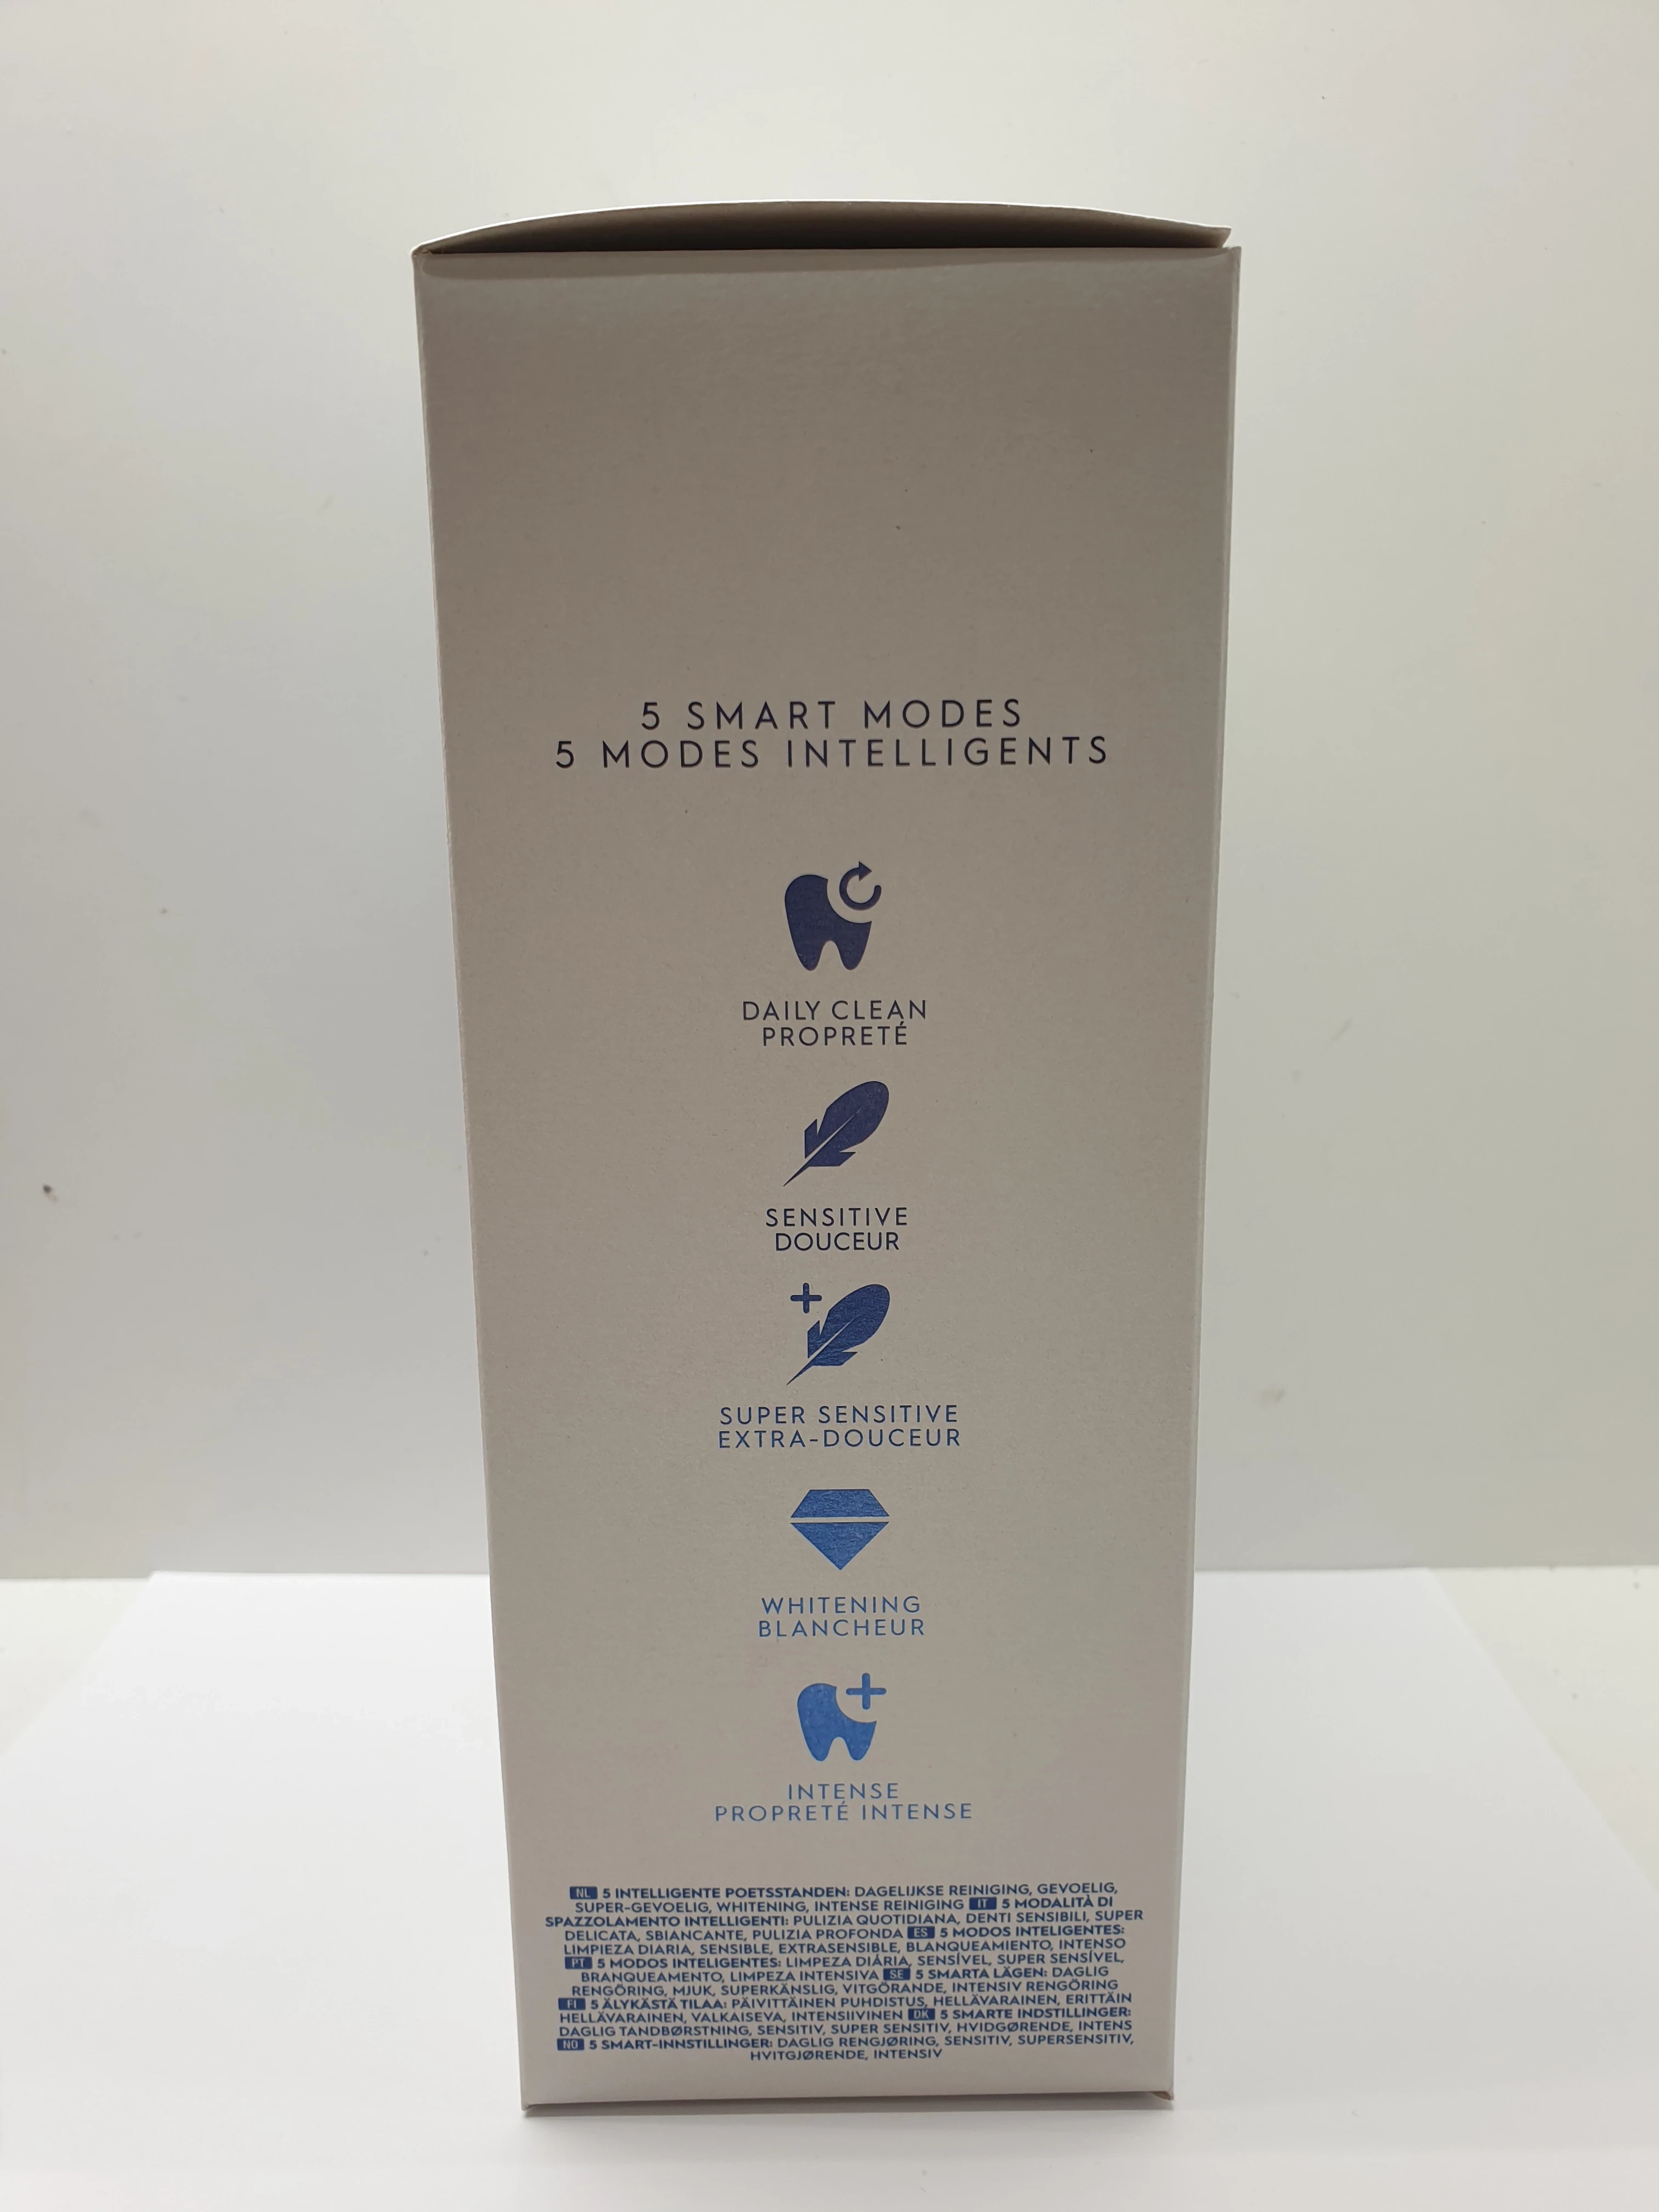 5 SMART MODES
5 MODES INTELLIGENTS
DAILY CLEAN
PROPRETÉ
SENSITIVE
DOUCEUR
SUPER SENSITIVE
EXTRA-DOUCEUR
WHITENING
BLANCHEUR
INTENSE
PROPRETÉ INTENSE
NL 5 INTELLIGENTE POETSSTANDEN: DAGELIJKSE REINIGING, GEVOELIG,
SUPER-GEVOELIG, WHITENING, INTENSE REINIGING IT 5 MODALITÀ DI
SPAZZOLAMENTO INTELLIGENTI: PULIZIA QUOTIDIANA, DENTI SENSIBILI, SUPER
DELICATA, SBIANCANTE, PULIZIA PROFONDA ES 5 MODOS INTELIGENTES:
LIMPIEZA DIARIA, SENSIBLE, EXTRASENSIBLE, BLANQUEAMIENTO, INTENSO
PT 5 MODOS INTELIGENTES: LIMPEZA DIÁRIA, SENSÍVEL, SUPER SENSÍVEL,
BRANQUEAMENTO, LIMPEZA INTENSIVA SE 5 SMARTA LÄGEN: DAGLIG
RENGÖRING, MJUK, SUPERKÄNSLIG, VITGÖRANDE, INTENSIV RENGÖRING
FI 5 ÄLYKÄSTÄ TILAA: PÄIVITTÄINEN PUHDISTUS, HELLÄVARAINEN, ERITTÄIN
HELLÄVARAINEN, VALKAISEVA, INTENSIIVINEN DK 5 SMARTE INDSTILLINGER:
DAGLIG TANDBØRSTNING, SENSITIV, SUPER SENSITIV, HVIDGØRENDE, INTENS
NO 5 SMART-INNSTILLINGER: DAGLIG RENGJØRING, SENSITIV, SUPERSENSITIV,
HVITGJØRENDE, INTENSIV